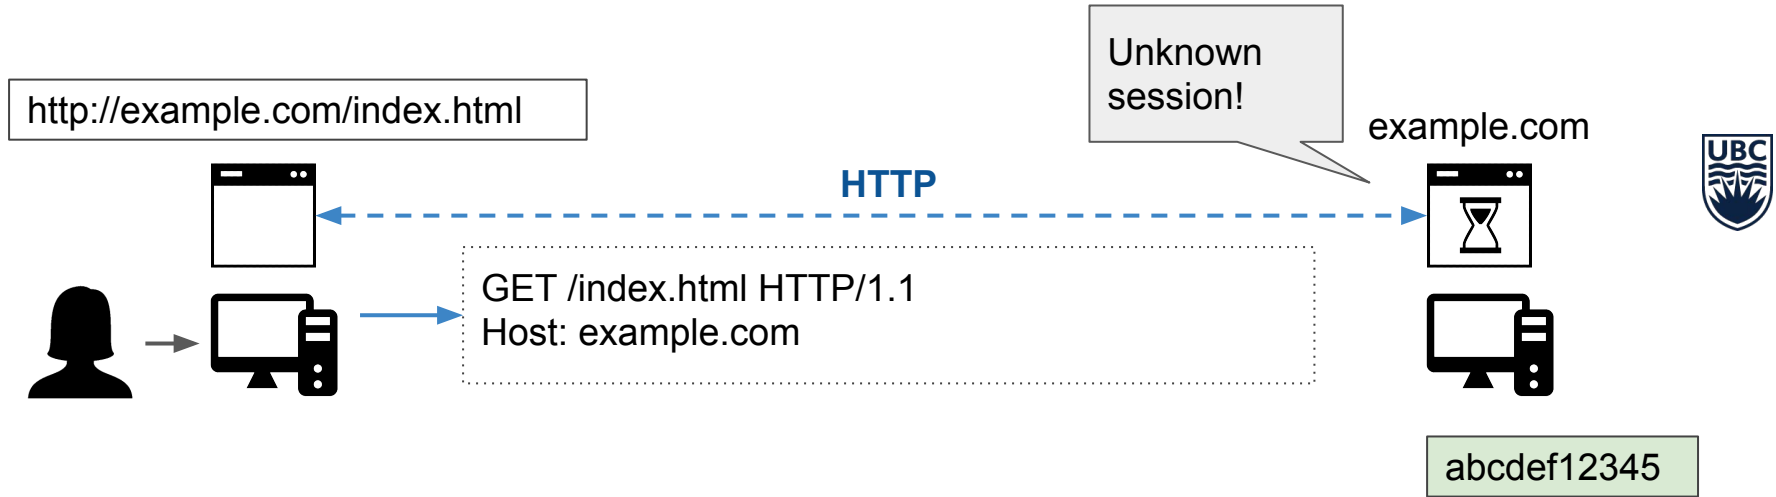 Unknown
session!
http://example.com/index.html
example.com
UBC
HTTP
GET /index.html HTTP/1.1
Host: example.com
abcdef12345